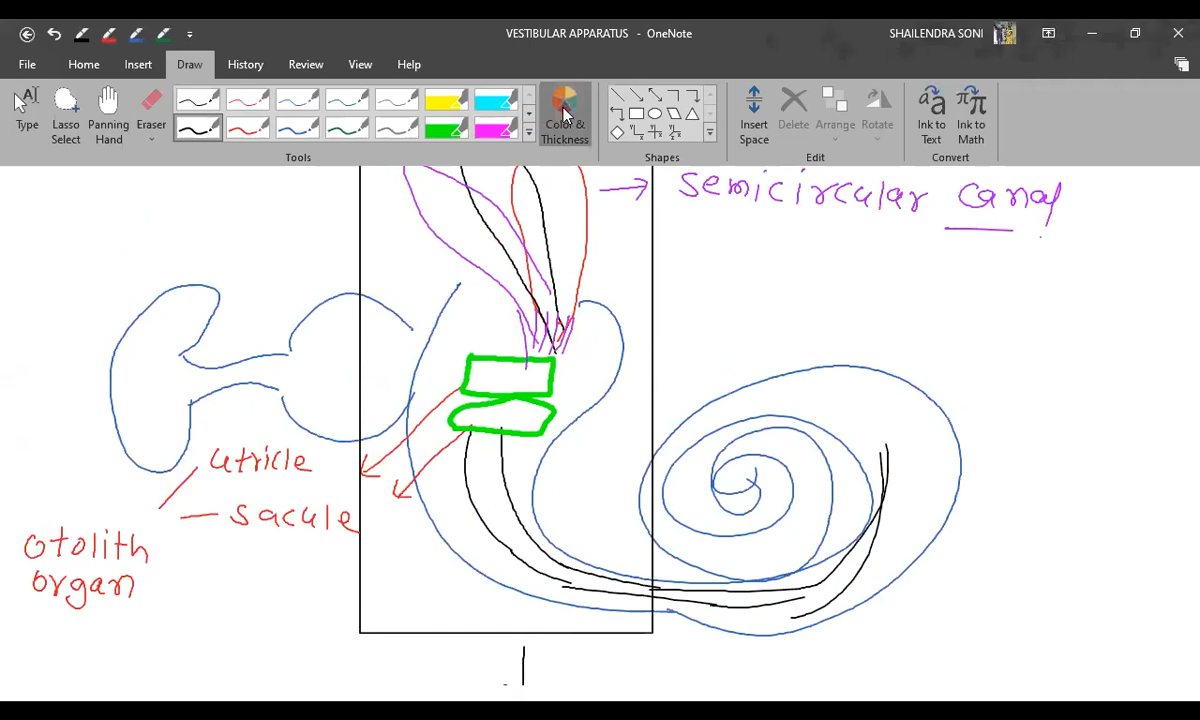 VESTIBULAR APPARATUS - OneNote
SHAILENDRA SONI
File Home Insert Draw History Review View Help
Type
Lasso Select
Panning Hand
Eraser
Color & Thickness
Insert Space
Delete
Arrange
Rotate
Ink to Text
Ink to Math
Tools
Shapes
Edit
Convert
semicircular canal
utricle
sacule
otolith
organ